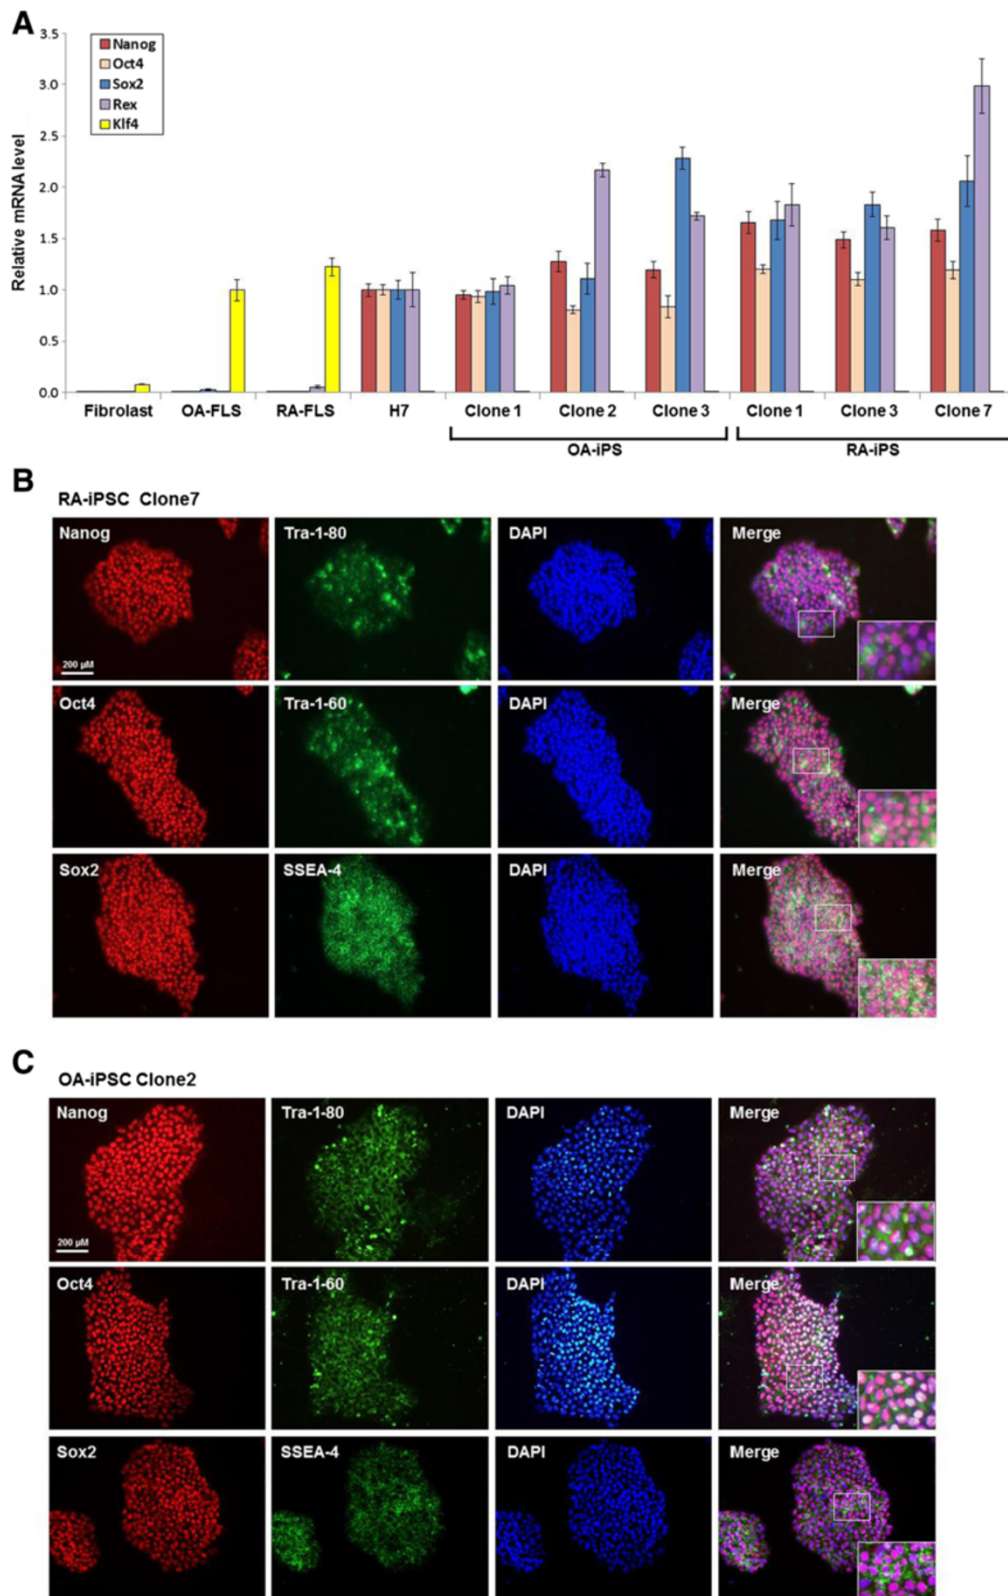 A
3.5
3.0
2.5
2.0
1.5
1.0
0.5
0.0
Relative mRNA level
Nanog
Oct4
Sox2
Rex
Klf4
Fibrolast OA-FLS RA-FLS H7 Clone 1 Clone 2 Clone 3 Clone 1 Clone 3 Clone 7
OA-iPS RA-iPS
B
RA-iPSC Clone7
Nanog Tra-1-80 DAPI Merge
200 µM
Oct4 Tra-1-60 DAPI Merge
Sox2 SSEA-4 DAPI Merge
C
OA-iPSC Clone2
Nanog Tra-1-80 DAPI Merge
200 µM
Oct4 Tra-1-60 DAPI Merge
Sox2 SSEA-4 DAPI Merge